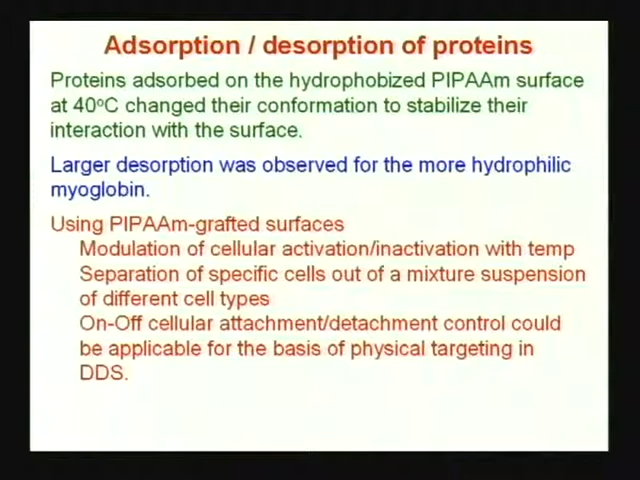 Adsorption / desorption of proteins
Proteins adsorbed on the hydrophobized PIPAAm surface
at 40ºC changed their conformation to stabilize their
interaction with the surface.
Larger desorption was observed for the more hydrophilic
myoglobin.
Using PIPAAm-grafted surfaces
Modulation of cellular activation/inactivation with temp
Separation of specific cells out of a mixture suspension
of different cell types
On-Off cellular attachment/detachment control could
be applicable for the basis of physical targeting in
DDS.